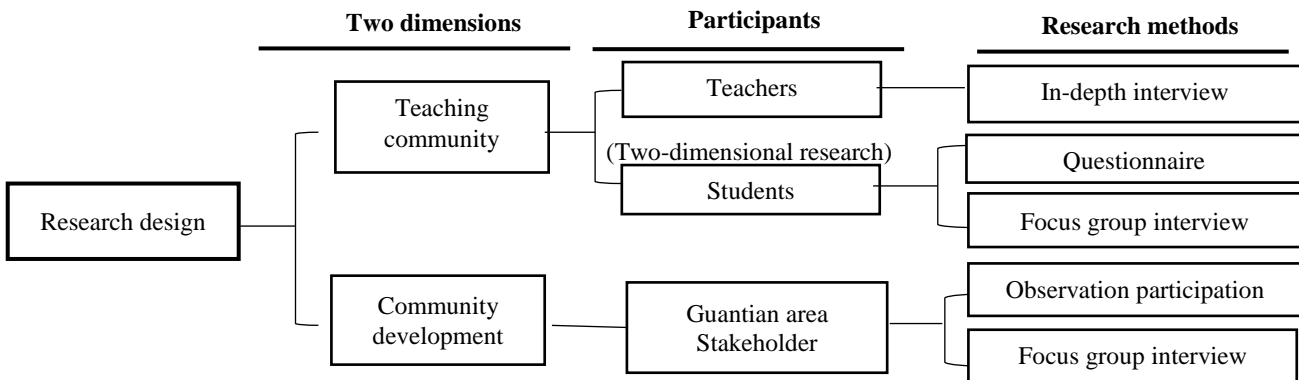 Two dimensions
Participants
Research methods
Teaching
community
Teachers
In-depth interview
(Two-dimensional research)
Students
Questionnaire
Focus group interview
Research design
Community
development
Guantian area
Stakeholder
Observation participation
Focus group interview